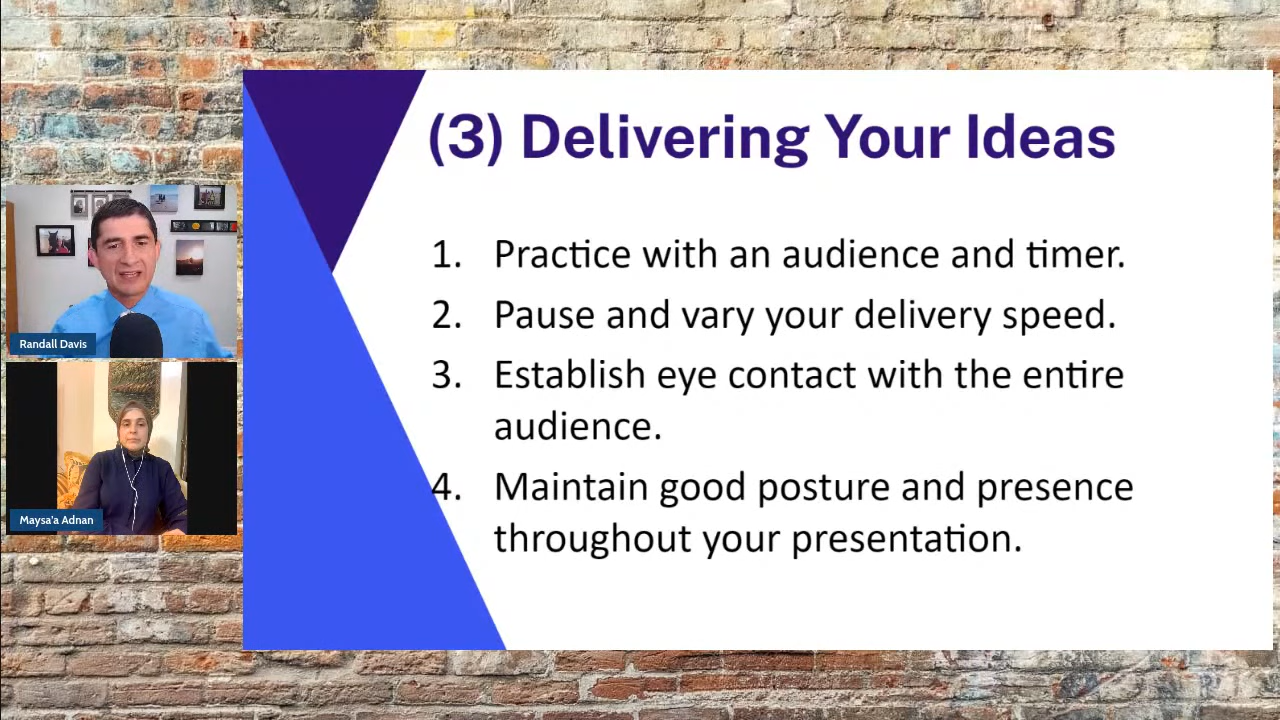 (3) Delivering Your Ideas
1. Practice with an audience and timer.
2. Pause and vary your delivery speed.
3. Establish eye contact with the entire
audience.
4. Maintain good posture and presence
throughout your presentation.
Randall Davis
Maysa'a Adnan